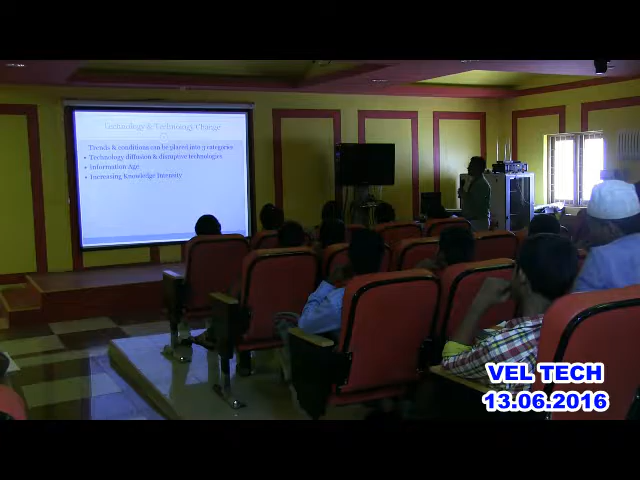 Technology & Technology Change
Trends & conditions can be placed into 3 categories
• Technology diffusion & disruptive technologies
• Information Age
• Increasing Knowledge Intensity
VEL TECH
13.06.2016